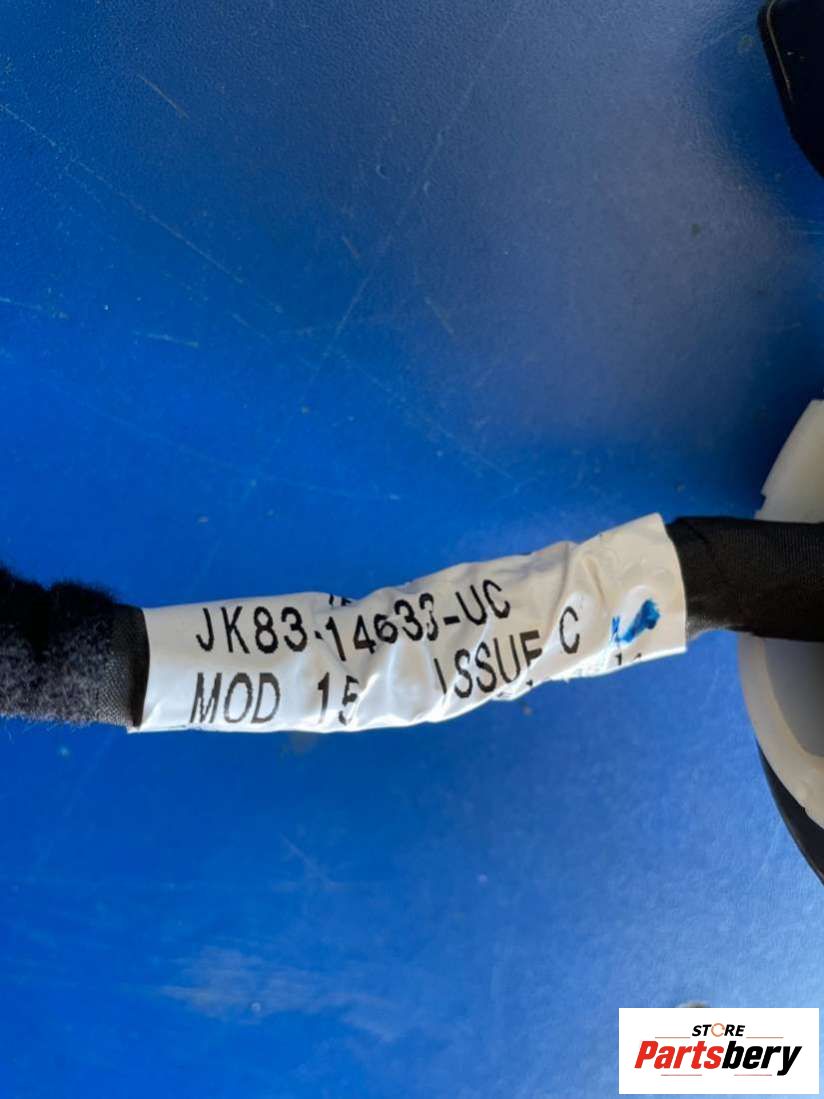 JK83-14633-UC
MOD 15 ISSUE C
STORE
Partsbery